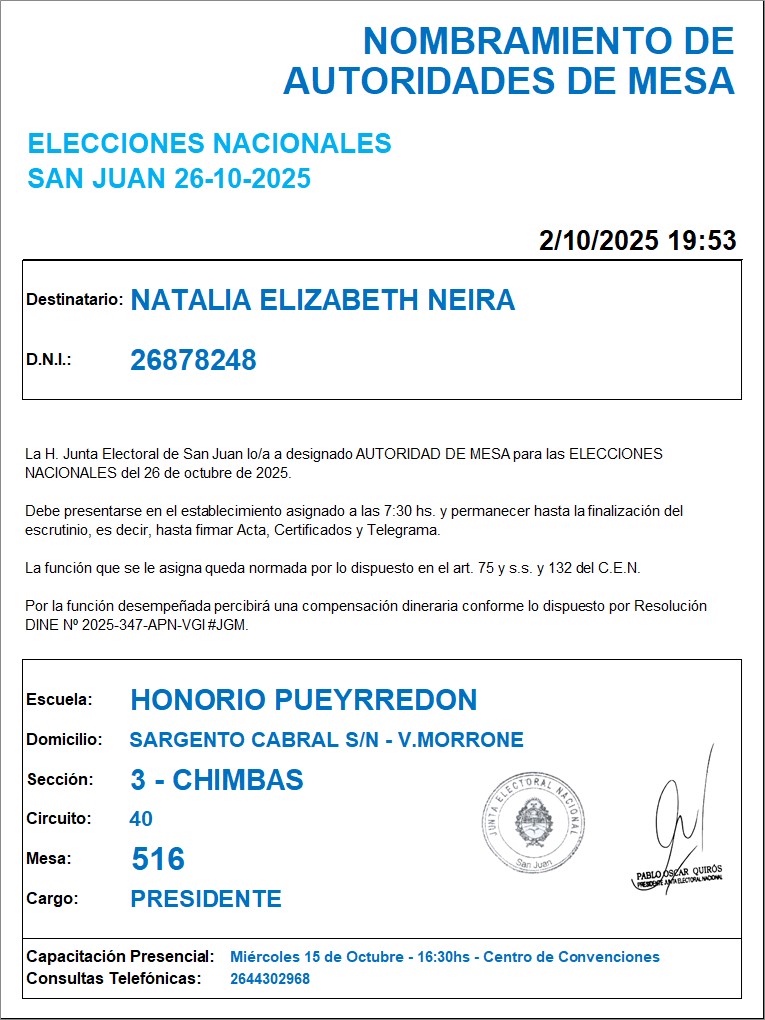 NOMBRAMIENTO DE
AUTORIDADES DE MESA
ELECCIONES NACIONALES
SAN JUAN 26-10-2025
2/10/2025 19:53
Destinatario: NATALIA ELIZABETH NEIRA
D.N.I.: 26878248
La H. Junta Electoral de San Juan lo/a a designado AUTORIDAD DE MESA para las ELECCIONES
NACIONALES del 26 de octubre de 2025.
Debe presentarse en el establecimiento asignado a las 7:30 hs. y permanecer hasta la finalización del
escrutinio, es decir, hasta firmar Acta, Certificados y Telegrama.
La función que se le asigna queda normada por lo dispuesto en el art. 75 y s.s. y 132 del C.E.N.
Por la función desempeñada percibirá una compensación dineraria conforme lo dispuesto por Resolución
DINE Nº 2025-347-APN-VGI#JGM.
Escuela: HONORIO PUEYRREDON
Domicilio: SARGENTO CABRAL S/N - V.MORRONE
Sección: 3 - CHIMBAS
Circuito: 40
Mesa: 516
Cargo: PRESIDENTE
JUNTA ELECTORAL NACIONAL
San Juan
PABLO OSCAR QUIRÓS
PRESIDENTE JUNTA ELECTORAL NACIONAL
Capacitación Presencial: Miércoles 15 de Octubre - 16:30hs - Centro de Convenciones
Consultas Telefónicas: 2644302968